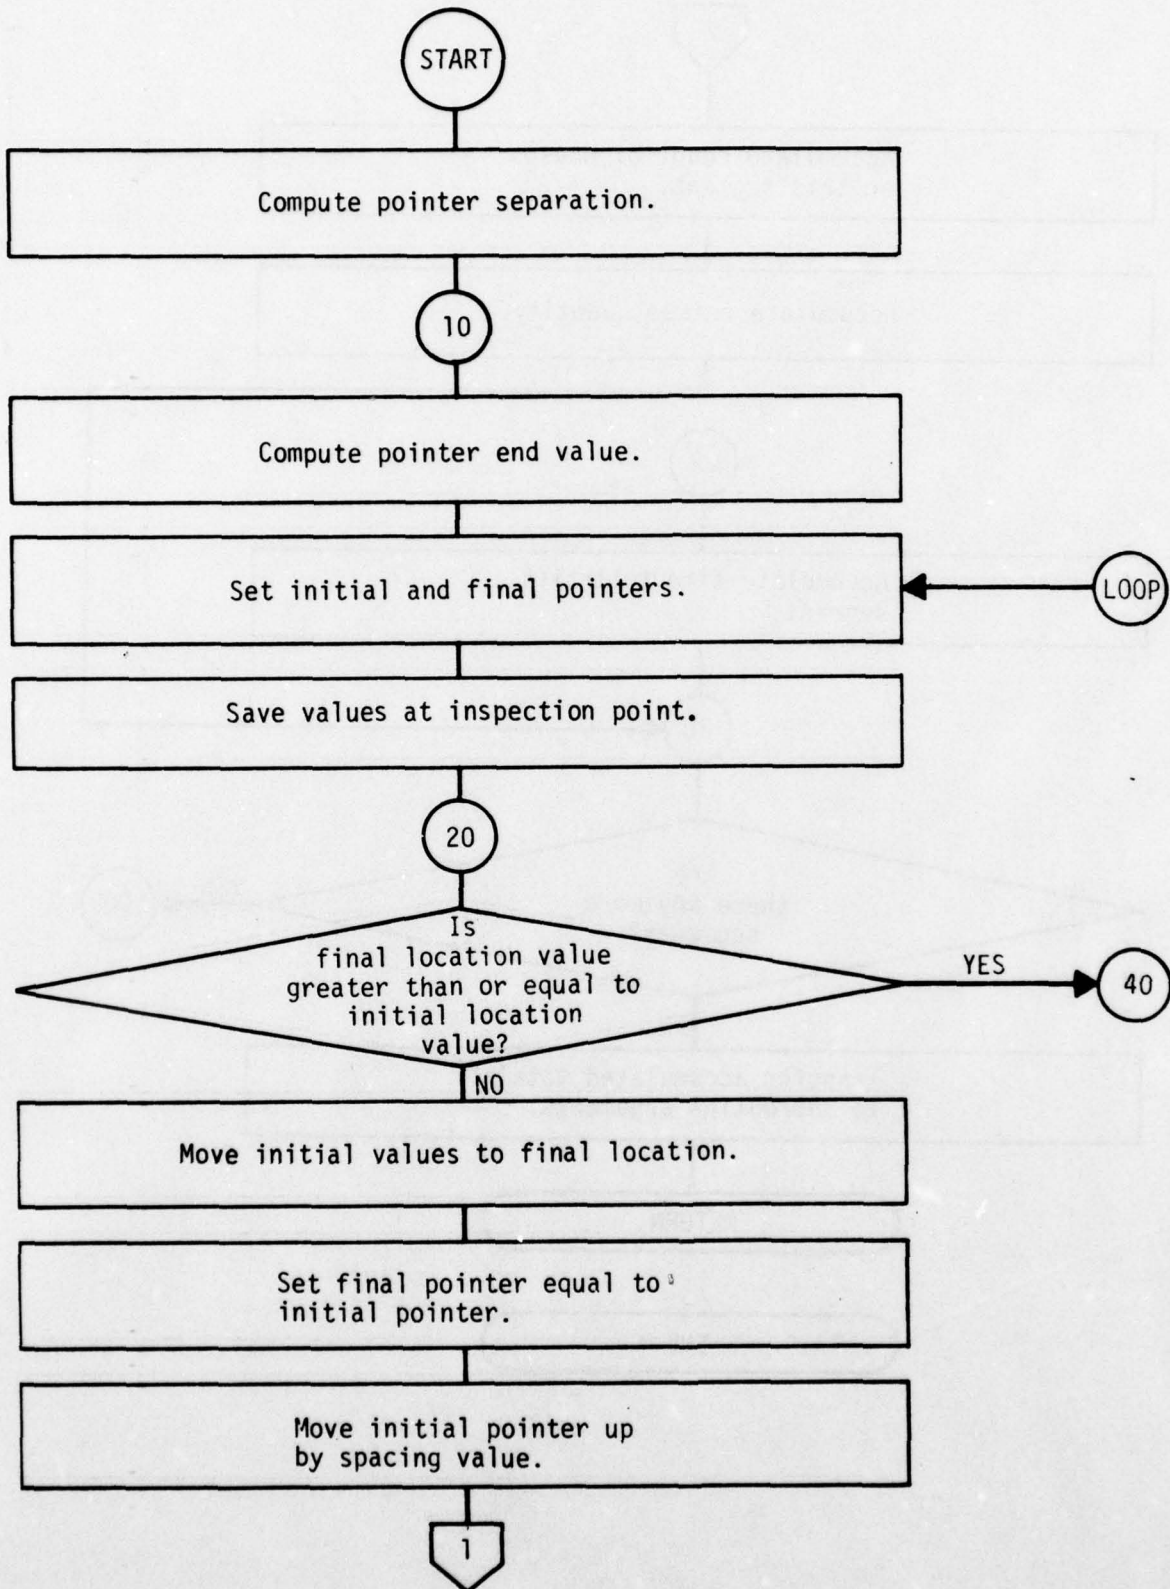 START
Compute pointer separation.
10
Compute pointer end value.
Set initial and final pointers.
LOOP
Save values at inspection point.
20
Is
final location value
greater than or equal to
initial location
value?
YES
40
NO
Move initial values to final location.
Set final pointer equal to
initial pointer.
Move initial pointer up
by spacing value.
1